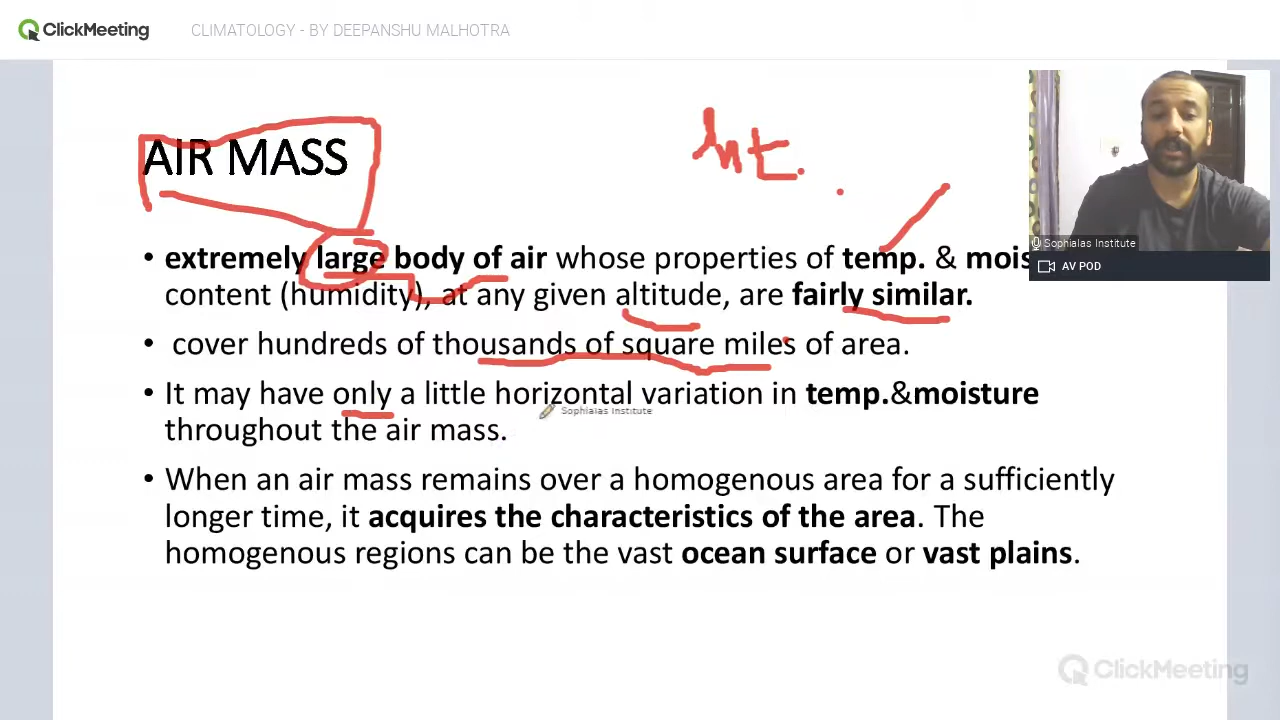 ClickMeeting
CLIMATOLOGY - BY DEEPANSHU MALHOTRA
AIR MASS
ht.
• extremely large body of air whose properties of temp. & mois
content (humidity), at any given altitude, are fairly similar.
• cover hundreds of thousands of square miles of area.
• It may have only a little horizontal variation in temp.&moisture
throughout the air mass.
• When an air mass remains over a homogenous area for a sufficiently
longer time, it acquires the characteristics of the area. The
homogenous regions can be the vast ocean surface or vast plains.
Sophialas Institute
AV POD
Sophialas Institute
ClickMeeting